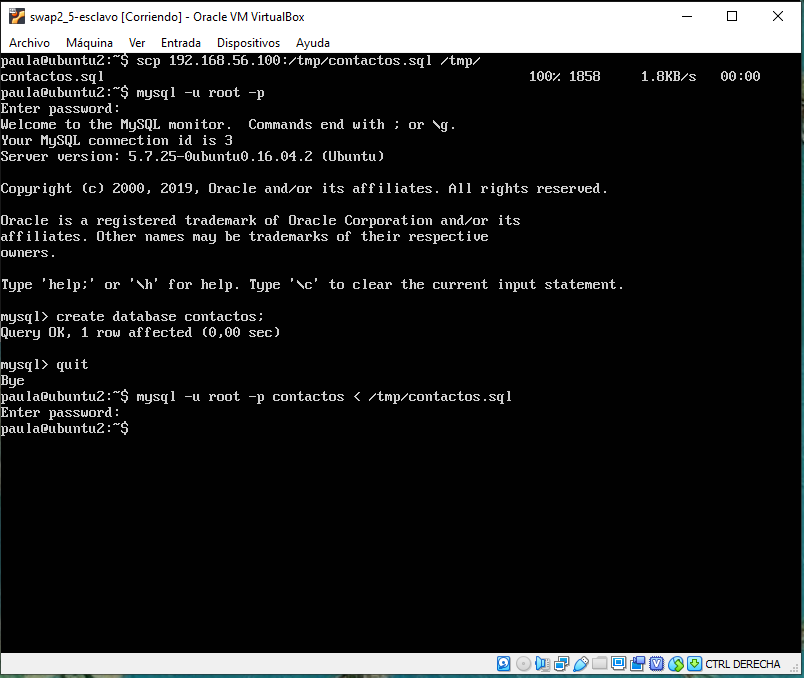 swap2_5-esclavo [Corriendo] - Oracle VM VirtualBox
Archivo Máquina Ver Entrada Dispositivos Ayuda
paula@ubuntu2:~$ scp 192.168.56.100:/tmp/contactos.sql /tmp/
contactos.sql 100% 1858 1.8KB/s 00:00
paula@ubuntu2:~$ mysql -u root -p
Enter password:
Welcome to the MySQL monitor.  Commands end with ; or \g.
Your MySQL connection id is 3
Server version: 5.7.25-0ubuntu0.16.04.2 (Ubuntu)
Copyright (c) 2000, 2019, Oracle and/or its affiliates. All rights reserved.
Oracle is a registered trademark of Oracle Corporation and/or its
affiliates. Other names may be trademarks of their respective
owners.
Type 'help;' or '\h' for help. Type '\c' to clear the current input statement.
mysql> create database contactos;
Query OK, 1 row affected (0,00 sec)
mysql> quit
Bye
paula@ubuntu2:~$ mysql -u root -p contactos < /tmp/contactos.sql
Enter password:
paula@ubuntu2:~$
CTRL DERECHA